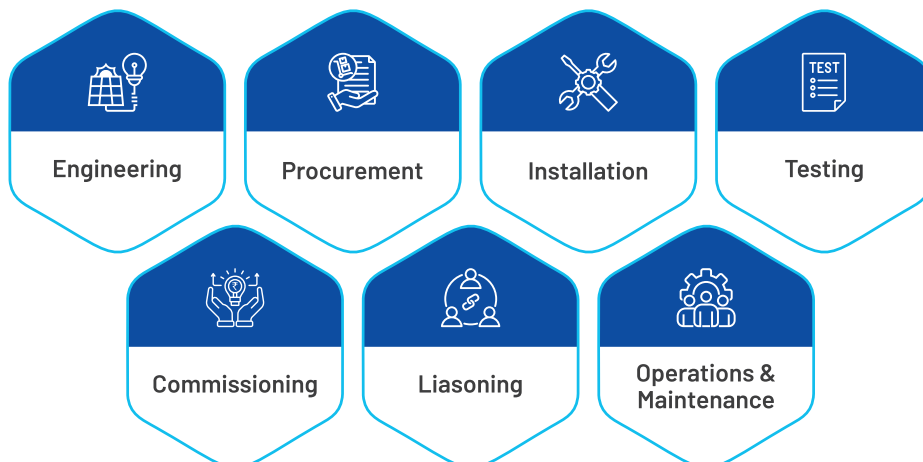 TEST
Engineering
Procurement
Installation
Testing
₹
Commissioning
Liasoning
Operations &
Maintenance